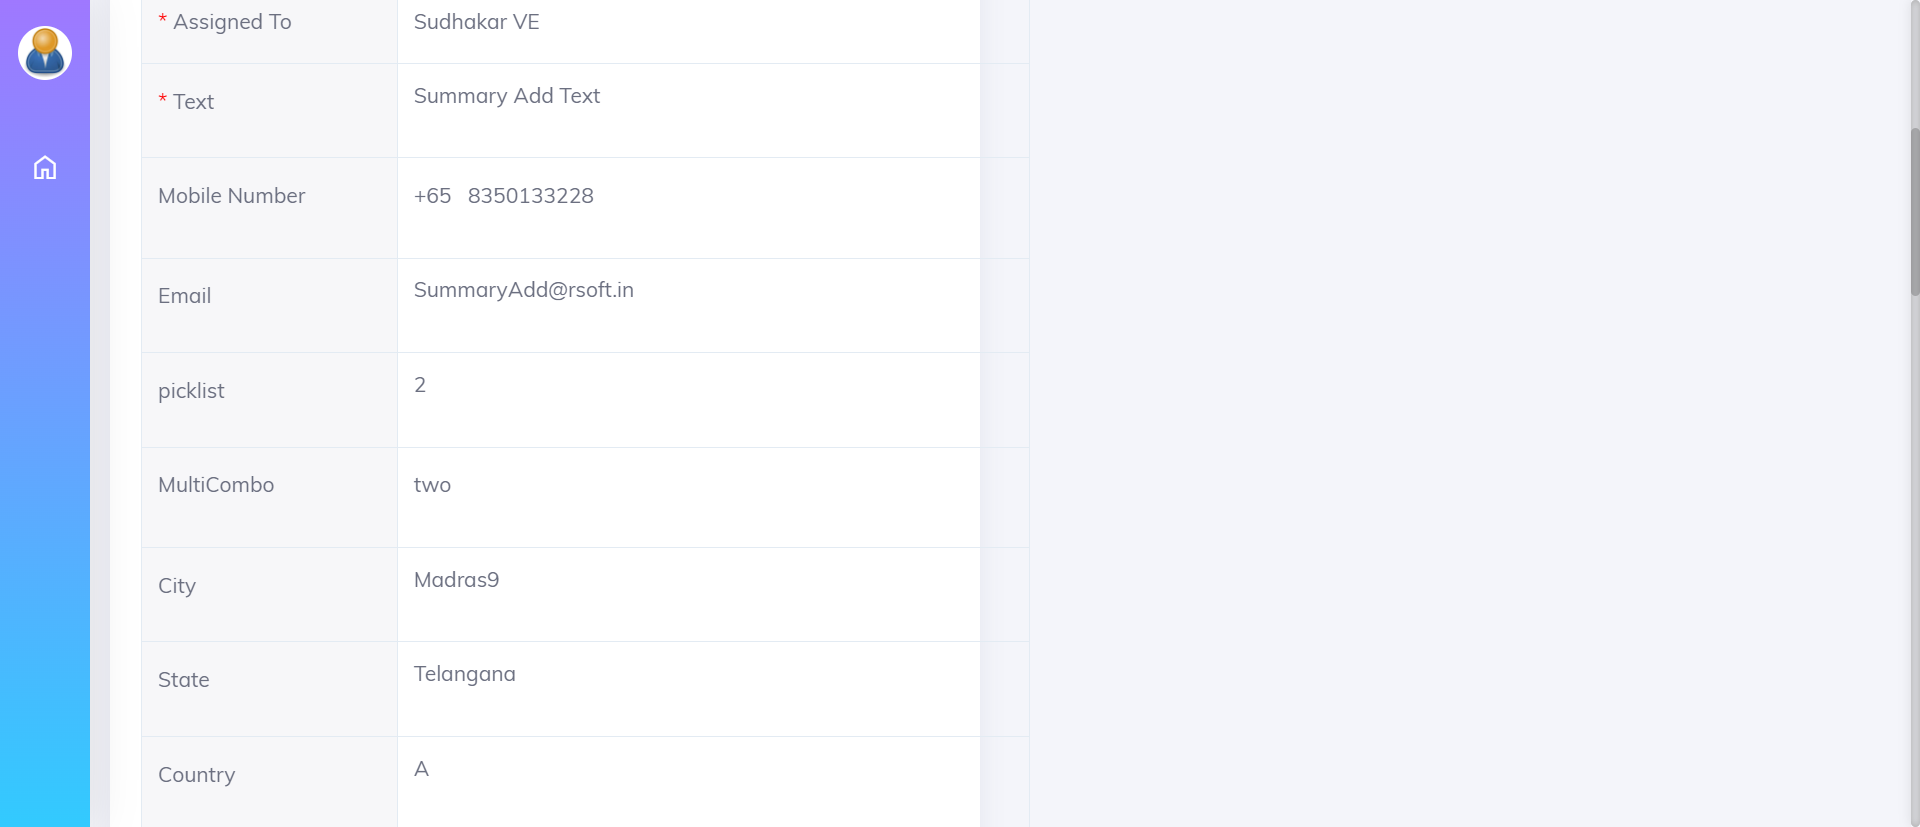 * Assigned To Sudhakar VE
* Text Summary Add Text
Mobile Number +65 8350133228
Email SummaryAdd@rsoft.in
picklist 2
MultiCombo two
City Madras9
State Telangana
Country A